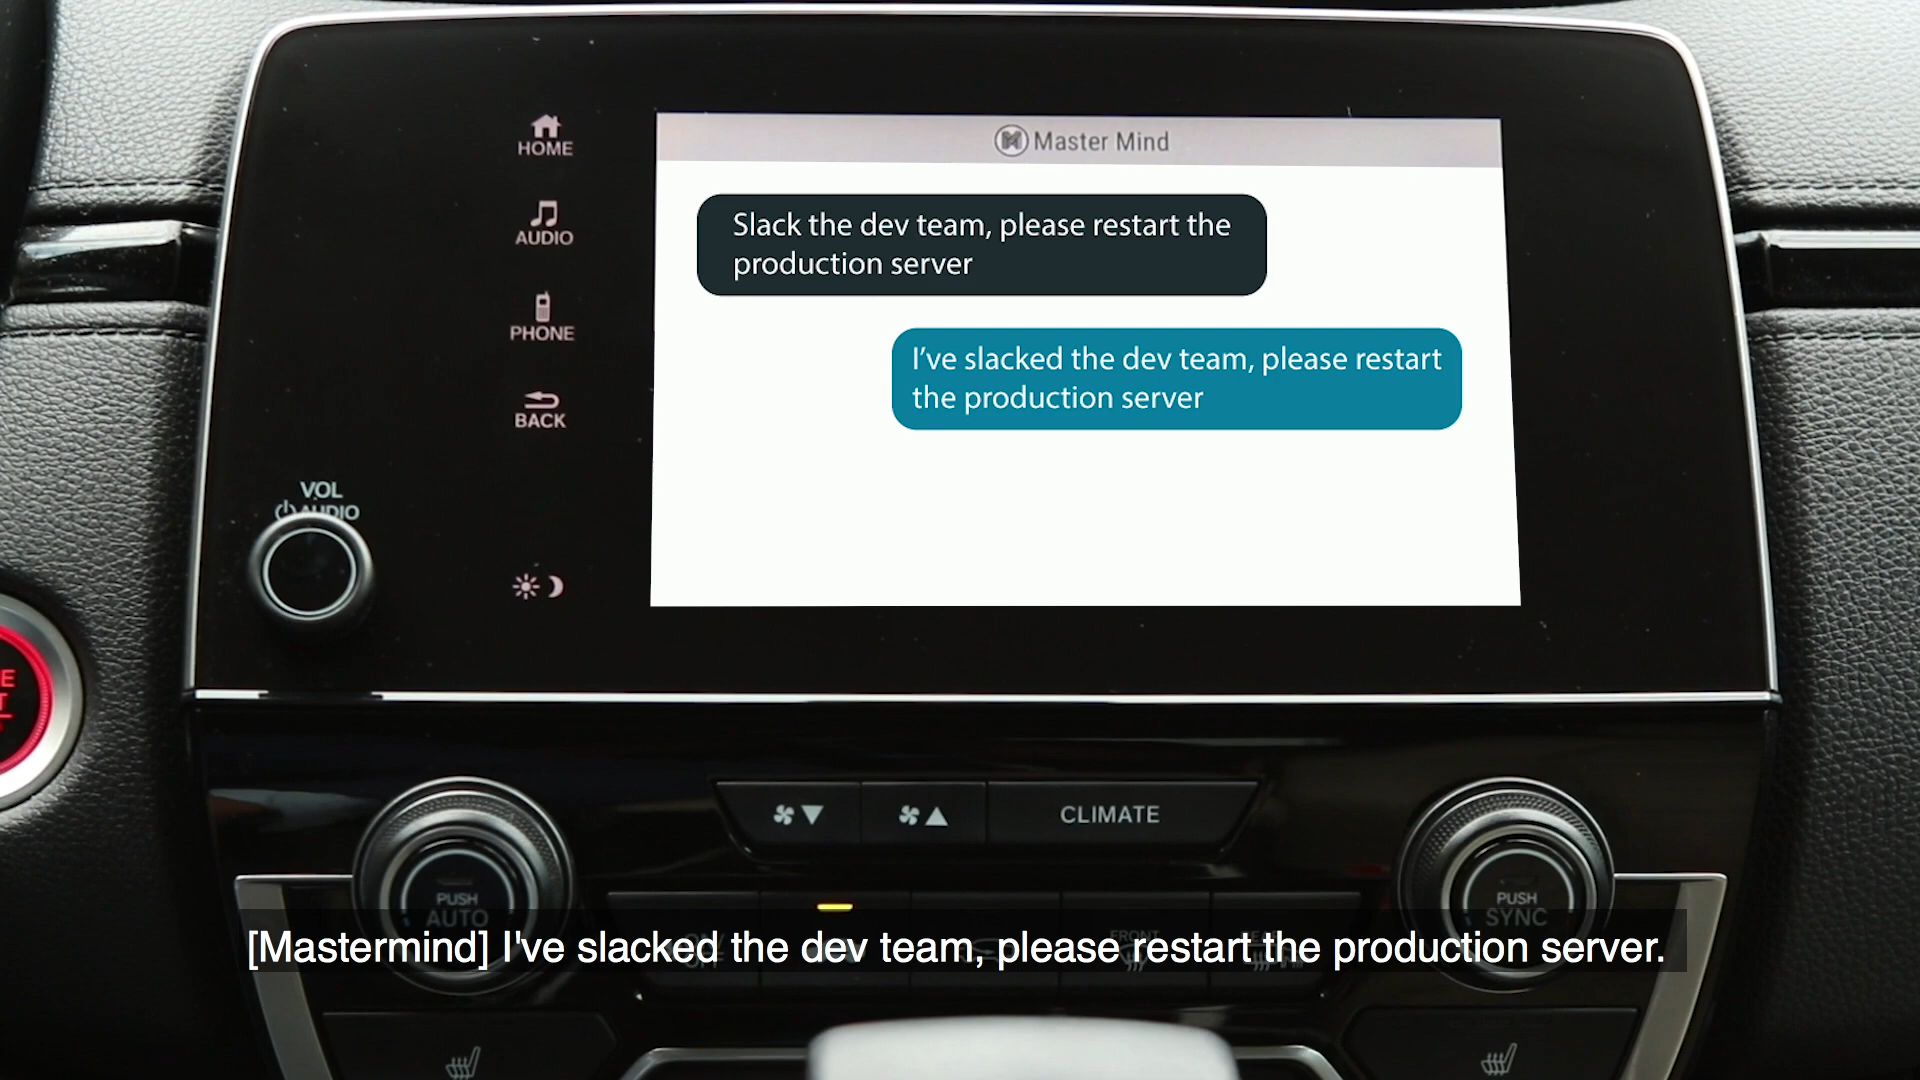 HOME
AUDIO
PHONE
BACK
VOL
AUDIO
Master Mind
Slack the dev team, please restart the
production server
I've slacked the dev team, please restart
the production server
CLIMATE
PUSH
AUTO
PUSH
SYNC
FRONT
[Mastermind] I've slacked the dev team, please restart the production server.